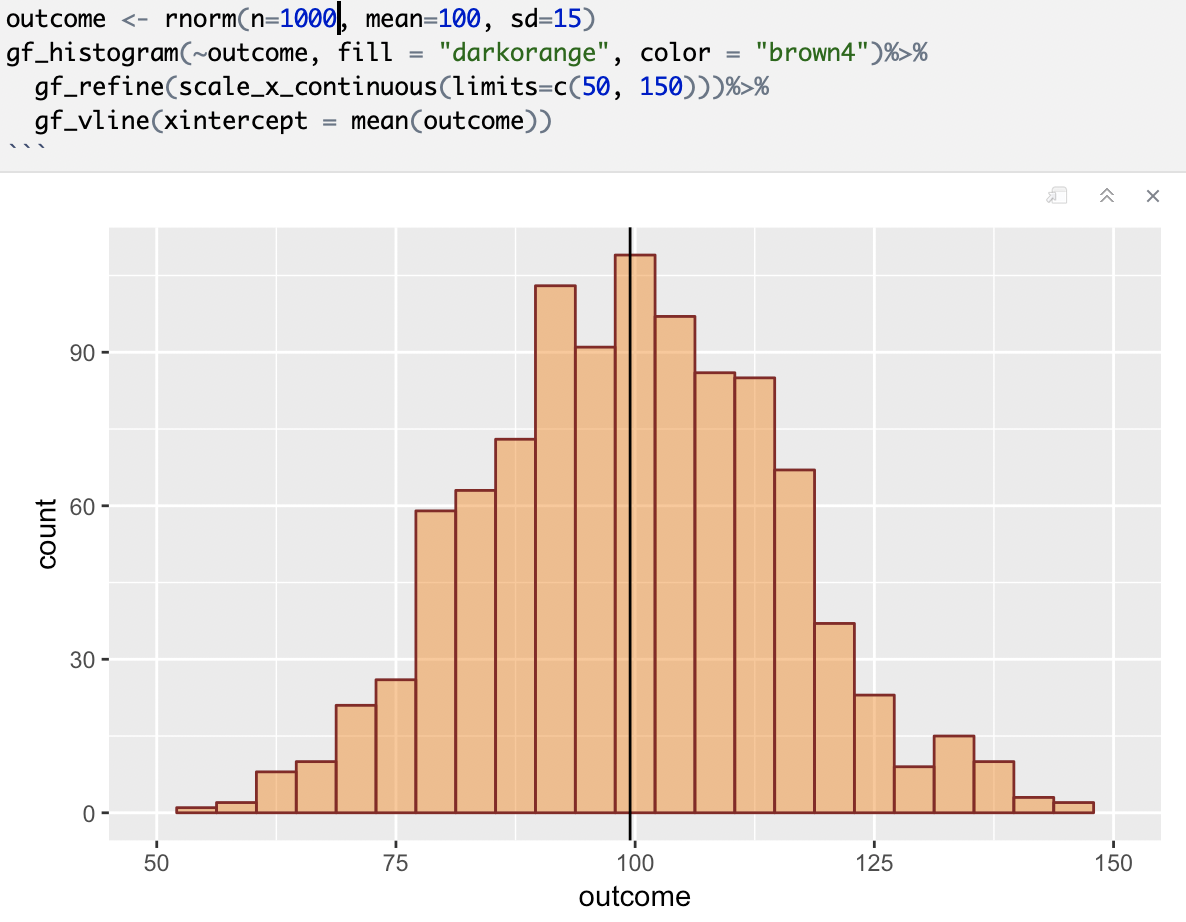 outcome <- rnorm(n=1000, mean=100, sd=15)
gf_histogram(~outcome, fill = "darkorange", color = "brown4")%>%
  gf_refine(scale_x_continuous(limits=c(50, 150)))%>%
  gf_vline(xintercept = mean(outcome))
```
90
60
30
0
count
50 75 100 125 150
outcome